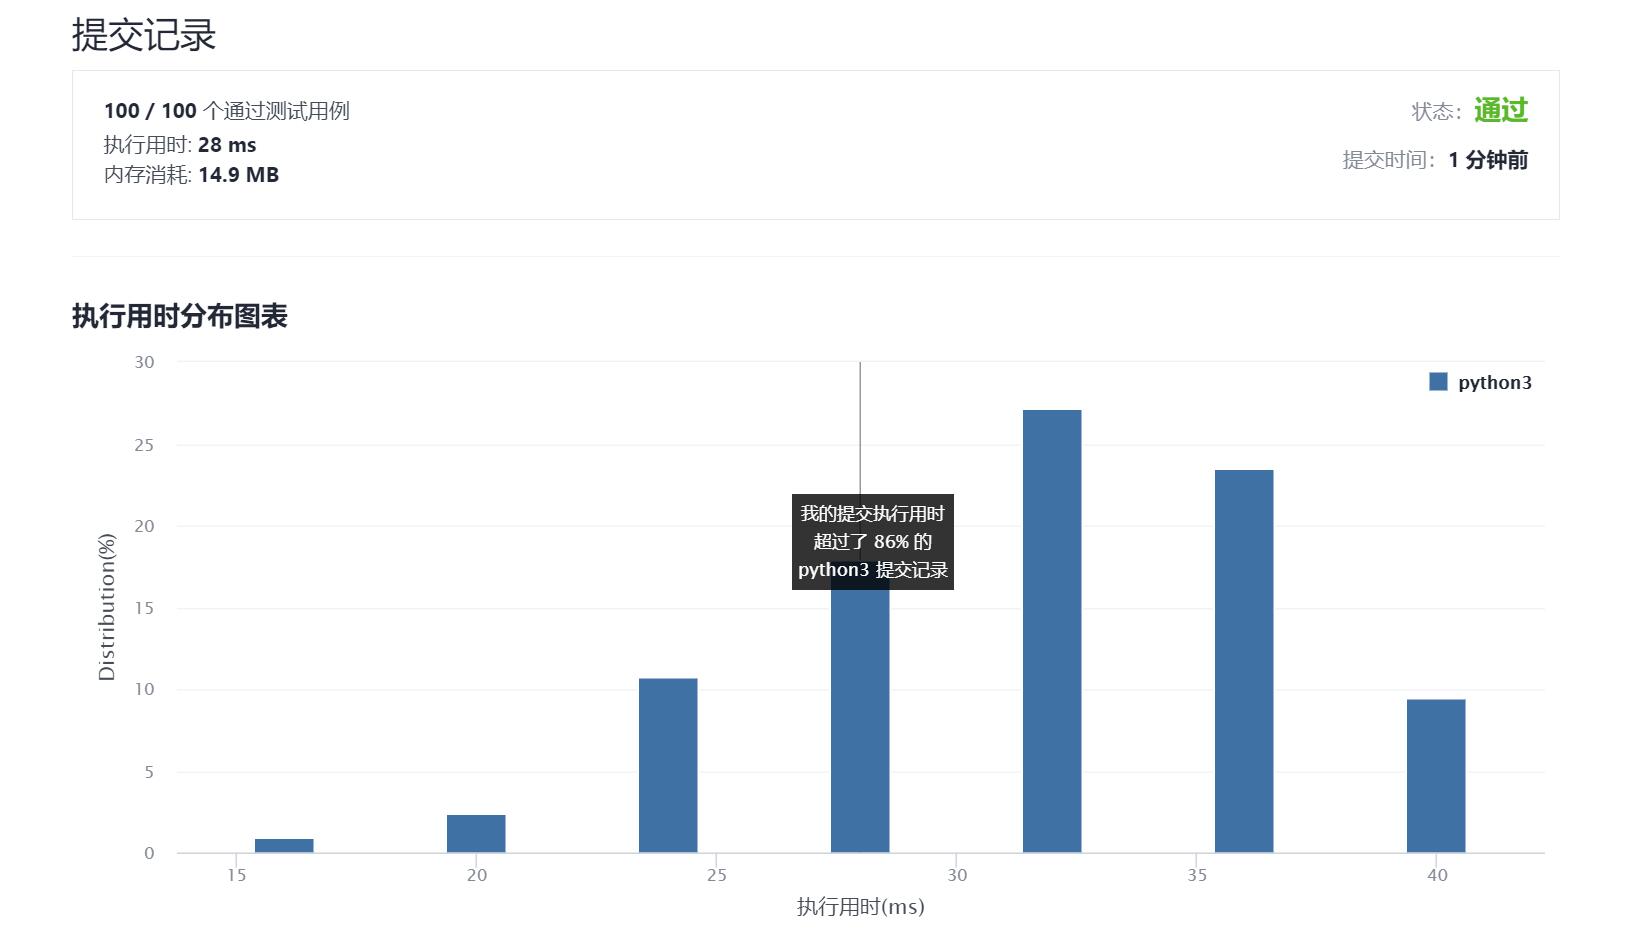 提交记录
100 / 100 个通过测试用例
状态：通过
执行用时: 28 ms
提交时间：1 分钟前
内存消耗: 14.9 MB
执行用时分布图表
30
25
20
15
10
5
0
Distribution(%)
python3
我的提交执行用时
超过了 86% 的
python3 提交记录
15 20 25 30 35 40
执行用时(ms)